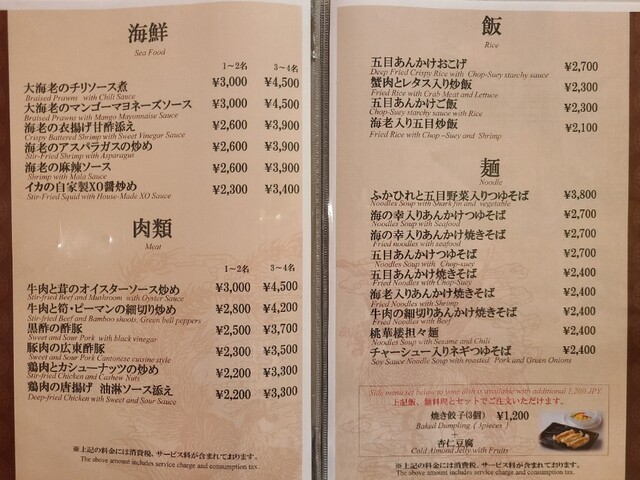 海鮮
Sea Food
1~2名 3~4名
大海老のチリソース煮 ¥3,000 ¥4,500
Braised Prawns with Chili Sauce
大海老のマンゴーマヨネーズソース ¥3,000 ¥4,500
Braised Prawns with Mango Mayonnaise Sauce
海老の衣揚げ甘酢添え ¥2,600 ¥3,900
Crispy Battered Shrimp with Sweet Vinegar Sauce
海老のアスパラガスの炒め ¥2,600 ¥3,900
Stir-Fried Shrimp with Asparagus
海老の麻辣ソース ¥2,600 ¥3,900
Shrimp with Mala Sauce
イカの自家製XO醬炒め ¥2,300 ¥3,400
Stir-Fried Squid with House-Made XO Sauce
肉類
Meat
1~2名 3~4名
牛肉と茸のオイスターソース炒め ¥3,000 ¥4,500
Stir-fried Beef and Muthroom with Oyster Sauce
牛肉と筍・ピーマンの細切り炒め ¥2,800 ¥4,200
Stir-fried Beef and Bamboo shoots, Green bell peppers
黒酢の酢豚 ¥2,500 ¥3,700
Sweet and Sour Pork with black vinegar
豚肉の広東酢豚 ¥2,300 ¥3,500
Sweet and Sour Pork Cantonese cuisine style
鶏肉とカシューナッツの炒め ¥2,200 ¥3,300
Stir-fried Chicken and Cashew Nuts
鶏肉の唐揚げ 油淋ソース添え ¥2,200 ¥3,300
Deep-fried Chicken with Sweet and Sour Sauce
※上記の料金には消費税、サービス料が含まれております。
The above amount includes service charge and consumption tax.
飯
Rice
五目あんかけおこげ ¥2,700
Deep Fried Crispy Rice with Chop-Suey starchy sauce
蟹肉とレタス入り炒飯 ¥2,300
Fried Rice with Crab Meat and Lettuce
五目あんかけご飯 ¥2,300
Chop-Suey starchy sauce with Rice
海老入り五目炒飯 ¥2,100
Fried Rice with Chop-Suey and Shrimp
麺
Noodle
ふかひれと五目野菜入りつゆそば ¥3,800
Noodles Soup with Shark fin and vegetable
海の幸入りあんかけつゆそば ¥2,700
Noodles Soup with Seafood
海の幸入りあんかけ焼きそば ¥2,700
Fried noodles with seafood
五目あんかけつゆそば ¥2,700
Noodles Soup with Chop-suey
五目あんかけ焼きそば ¥2,400
Fried Noodles with Chop-Suey
海老入りあんかけ焼きそば ¥2,400
Fried Noodles with Shrimp
牛肉の細切りあんかけ焼きそば ¥2,400
Fried Noodles with Beef
桃華楼担々麺 ¥2,400
Noodles Soup with Sesame and Chili
チャーシュー入りネギつゆそば ¥2,400
Soy Sauce Noodle Soup with roasted Pork and Green Onions
Side menu set below to your dish is available with additional 1,200 JPY.
上記飯、麺料理とセットでご注文いただけます。
焼き餃子(3個) ¥1,200
Baked Dumpling ( 3pieces )
+
杏仁豆腐
Cold Almond Jelly with Fruits
※上記の料金には消費税、サービス料が含まれております。
The above amount includes service charge and consumption tax.